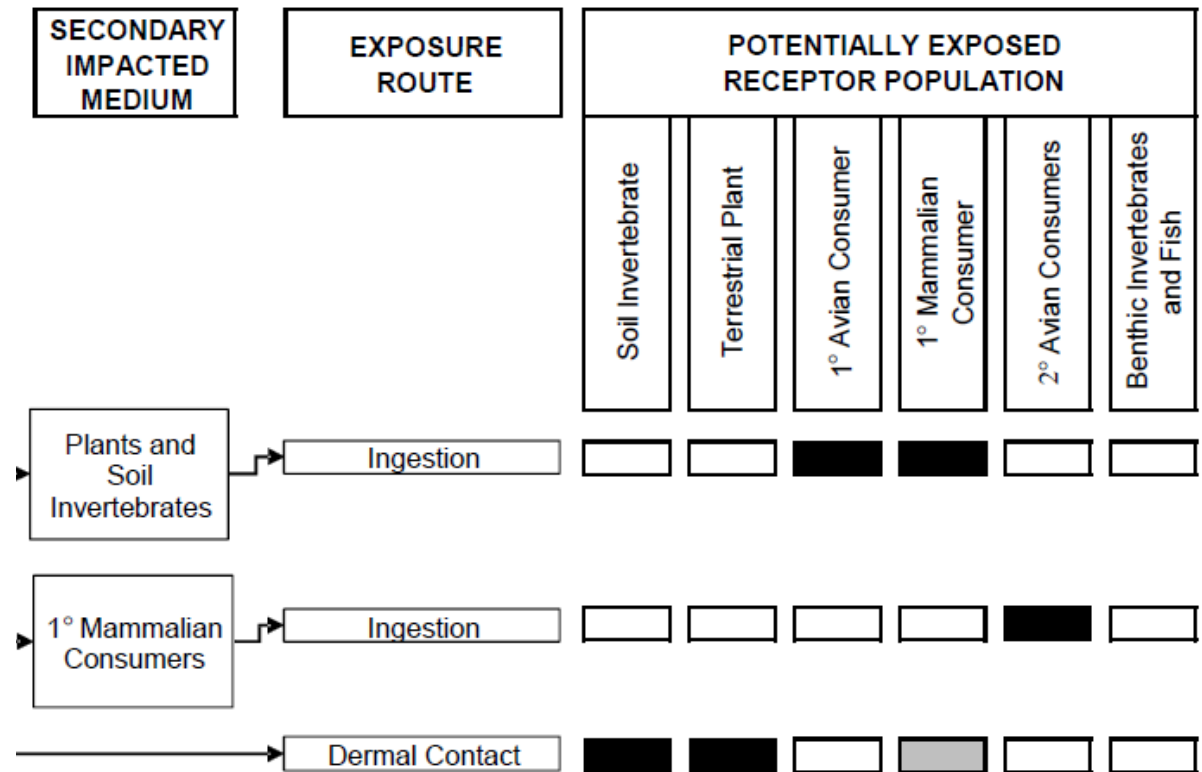 SECONDARY
IMPACTED
MEDIUM
EXPOSURE
ROUTE
POTENTIALLY EXPOSED
RECEPTOR POPULATION
Soil Invertebrate
Terrestrial Plant
1° Avian Consumer
1° Mammalian
Consumer
2° Avian Consumers
Benthic Invertebrates
and Fish
Plants and
Soil
Invertebrates
Ingestion
1° Mammalian
Consumers
Ingestion
Dermal Contact